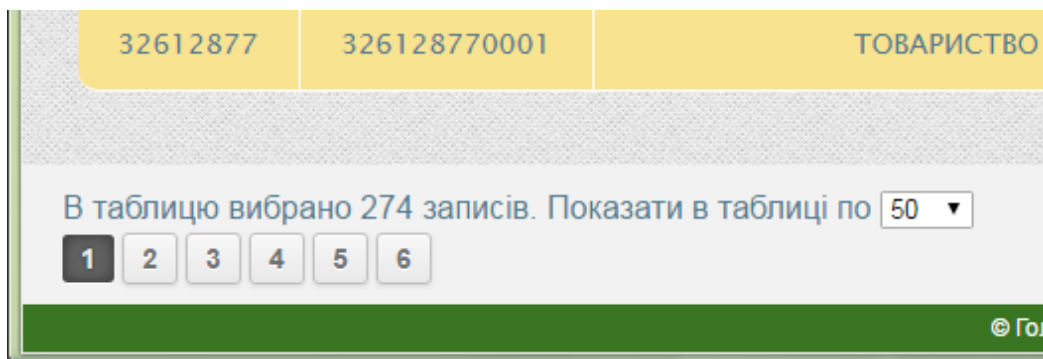 32612877 326128770001 ТОВАРИСТВО
В таблицю вибрано 274 записів. Показати в таблиці по 50
1 2 3 4 5 6
©